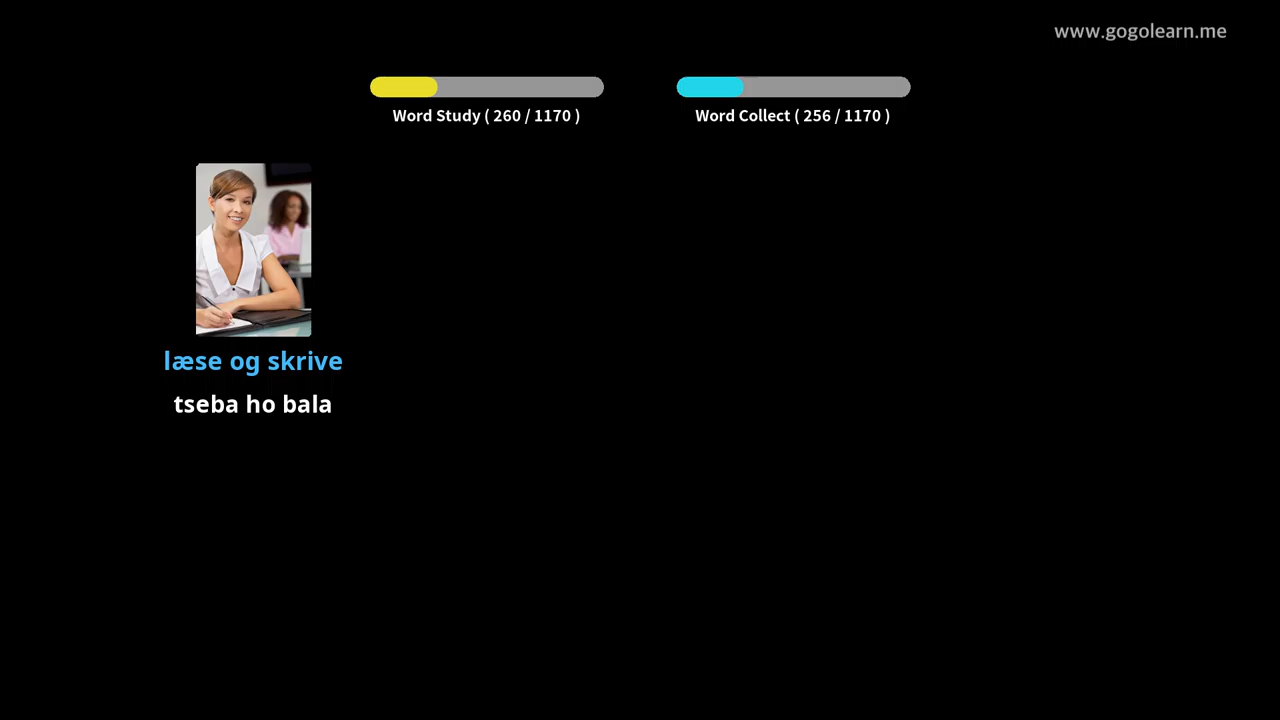 www.gogolearn.me
Word Study ( 260 / 1170 )
Word Collect ( 256 / 1170 )
læse og skrive
tseba ho bala